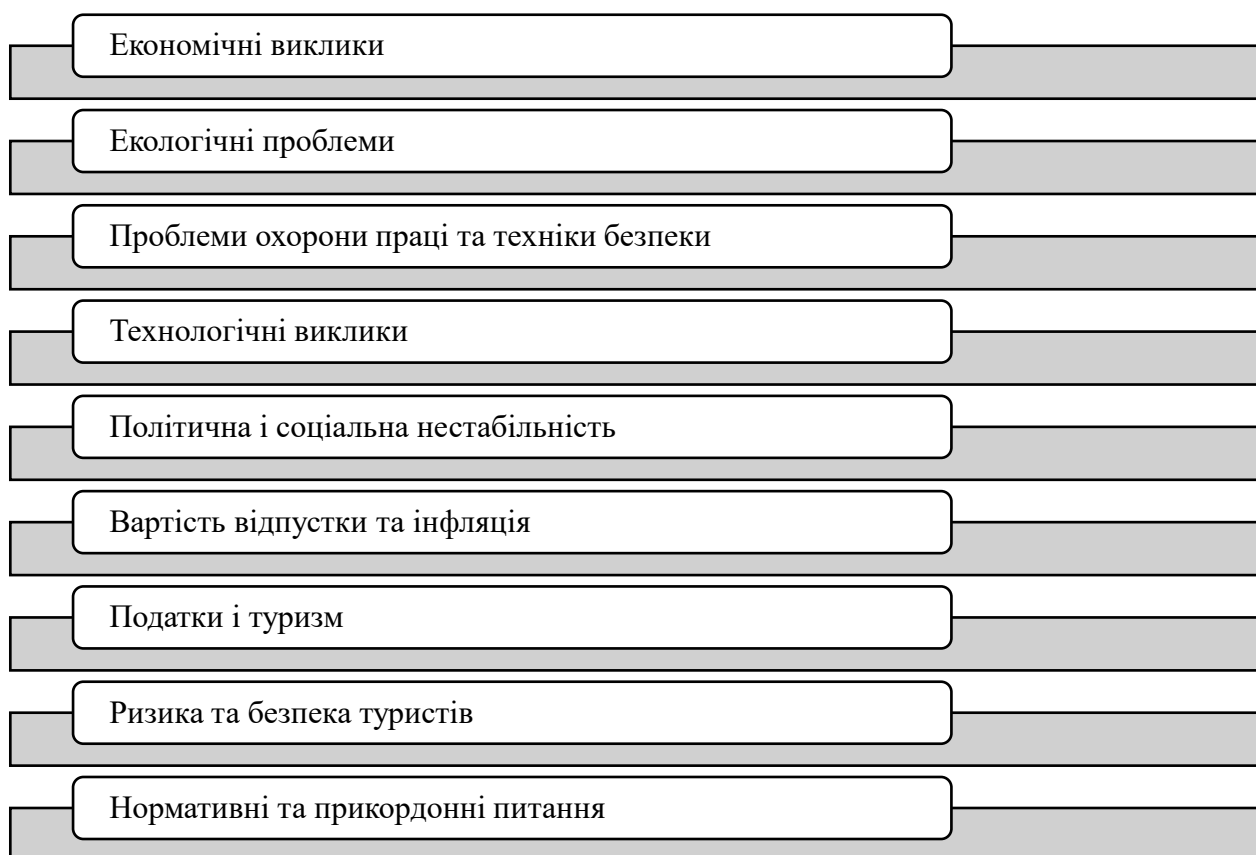 Економічні виклики
Екологічні проблеми
Проблеми охорони праці та техніки безпеки
Технологічні виклики
Політична і соціальна нестабільність
Вартість відпустки та інфляція
Податки і туризм
Ризика та безпека туристів
Нормативні та прикордонні питання